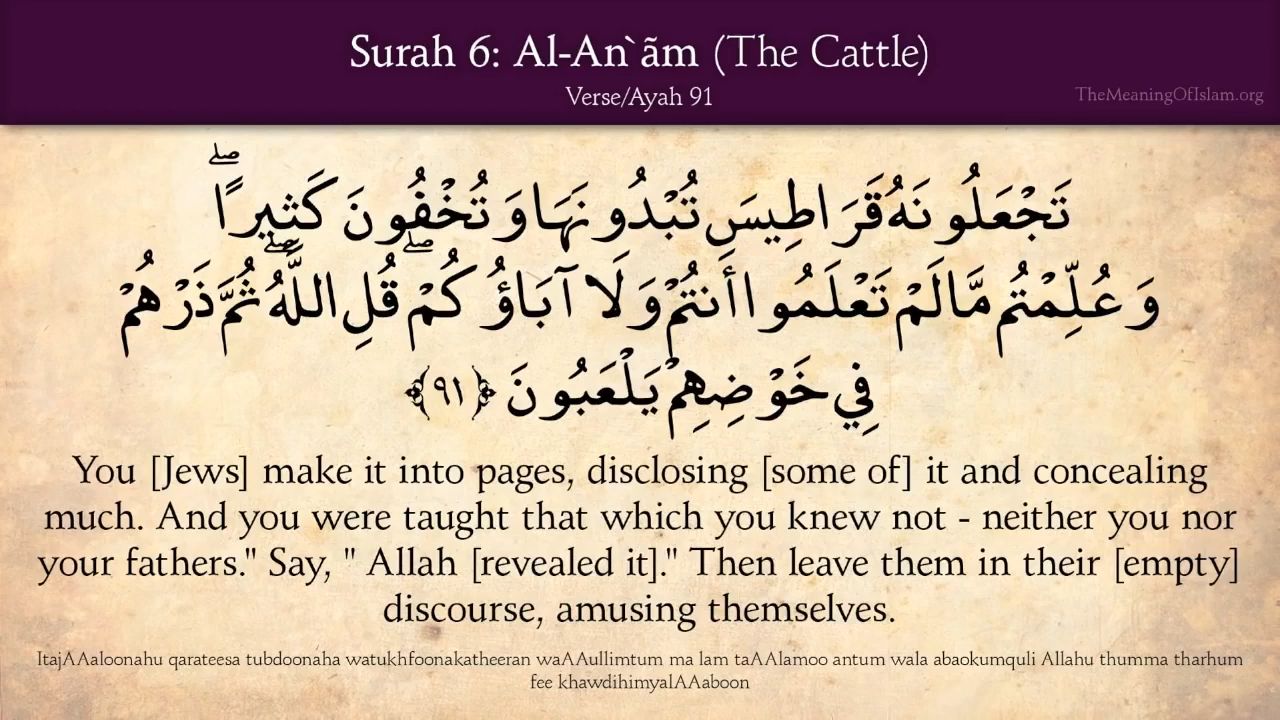 Surah 6: Al-An`ãm (The Cattle)
Verse/Ayah 91
TheMeaningOfIslam.org
تَجْعَلُونَهُ قَرَاطِيسَ تُبْدُونَهَا وَتُخْفُونَ كَثِيرًا ۖ
وَعُلِّمْتُم مَّا لَمْ تَعْلَمُوا أَنتُمْ وَلَا آبَاؤُكُمْ ۖ قُلِ اللَّهُ ۖ ثُمَّ ذَرْهُمْ
فِي خَوْضِهِمْ يَلْعَبُونَ ﴿٩١﴾
You [Jews] make it into pages, disclosing [some of] it and concealing
much. And you were taught that which you knew not - neither you nor
your fathers." Say, " Allah [revealed it]." Then leave them in their [empty]
discourse, amusing themselves.
ItajAAaloonahu qarateesa tubdoonaha watukhfoonakatheeran waAAullimtum ma lam taAAlamoo antum wala abaokumquli Allahu thumma tharhum
fee khawdihimyalAAaboon